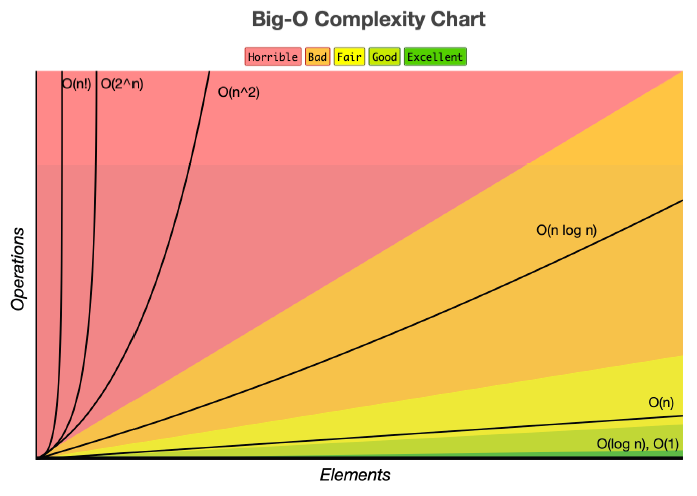 Big-O Complexity Chart
Horrible Bad Fair Good Excellent
O(n!) O(2^n) O(n^2)
O(n log n)
O(n)
O(log n), O(1)
Operations
Elements